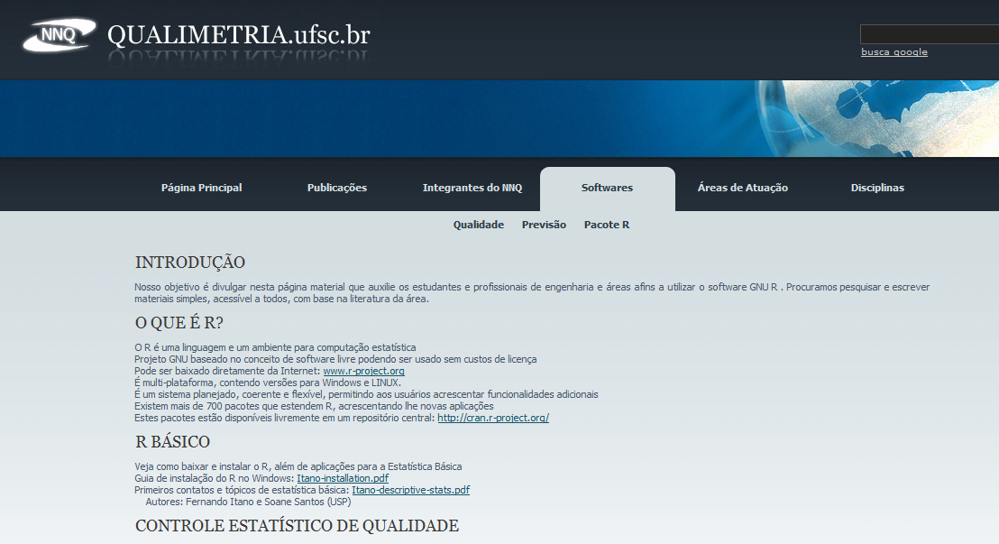 NNQ QUALIMETRIA.ufsc.br
busca google
Página Principal Publicações Integrantes do NNQ Softwares Áreas de Atuação Disciplinas
Qualidade Previsão Pacote R
INTRODUÇÃO
Nosso objetivo é divulgar nesta página material que auxilie os estudantes e profissionais de engenharia e áreas afins a utilizar o software GNU R . Procuramos pesquisar e escrever
materiais simples, acessível a todos, com base na literatura da área.
O QUE É R?
O R é uma linguagem e um ambiente para computação estatística
Projeto GNU baseado no conceito de software livre podendo ser usado sem custos de licença
Pode ser baixado diretamente da Internet: www.r-project.org
É multi-plataforma, contendo versões para Windows e LINUX.
É um sistema planejado, coerente e flexível, permitindo aos usuários acrescentar funcionalidades adicionais
Existem mais de 700 pacotes que estendem R, acrescentando lhe novas aplicações
Estes pacotes estão disponíveis livremente em um repositório central: http://cran.r-project.org/
R BÁSICO
Veja como baixar e instalar o R, além de aplicações para a Estatística Básica
Guia de instalação do R no Windows: Itano-installation.pdf
Primeiros contatos e tópicos de estatística básica: Itano-descriptive-stats.pdf
Autores: Fernando Itano e Soane Santos (USP)
CONTROLE ESTATÍSTICO DE QUALIDADE